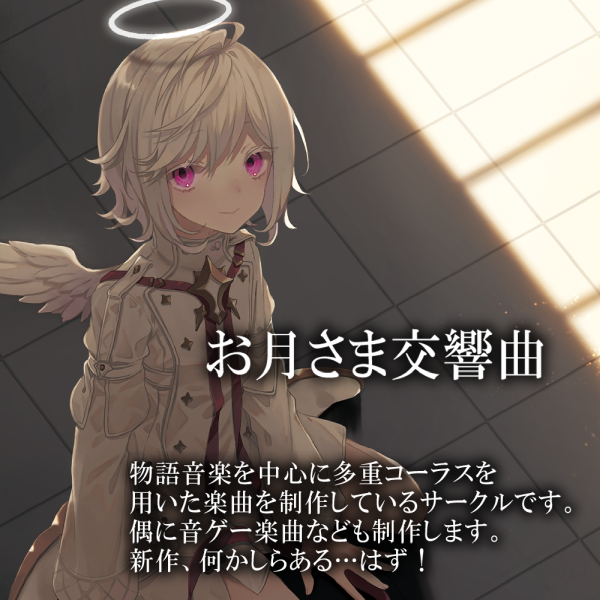 お月さま交響曲
物語音楽を中心に多重コーラスを
用いた楽曲を制作しているサークルです。
偶に音ゲー楽曲なども制作します。
新作、何かしらある…はず！